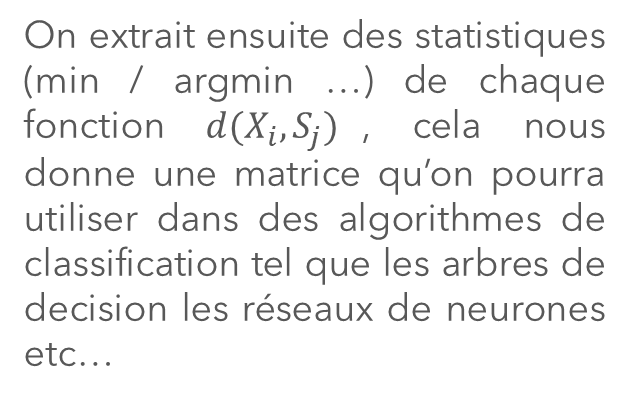 On extrait ensuite des statistiques
(min / argmin …) de chaque
fonction d(Xᵢ,Sⱼ) , cela nous
donne une matrice qu’on pourra
utiliser dans des algorithmes de
classification tel que les arbres de
decision les réseaux de neurones
etc…